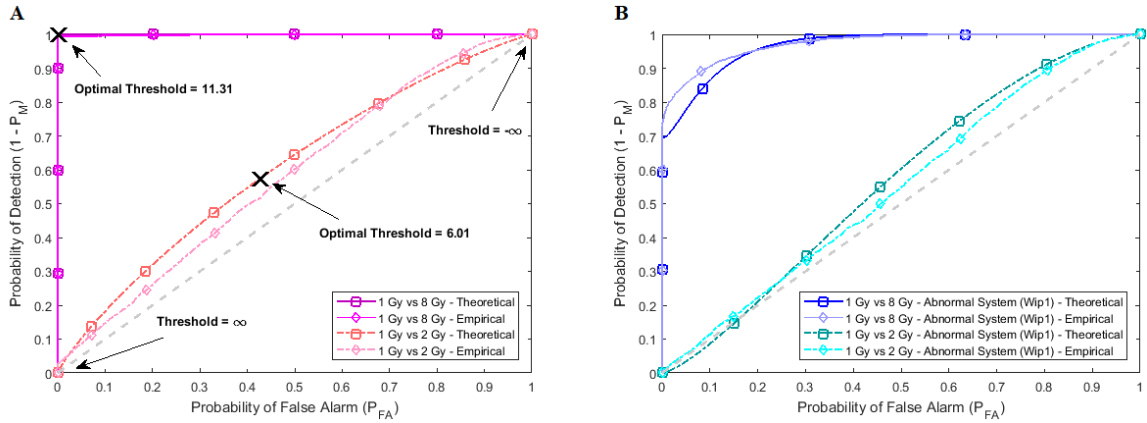 A
Probability of Detection (1 - P_M)
1
0.9
0.8
0.7
0.6
0.5
0.4
0.3
0.2
0.1
0
Optimal Threshold = 11.31
Threshold = -∞
Optimal Threshold = 6.01
Threshold = ∞
1 Gy vs 8 Gy - Theoretical
1 Gy vs 8 Gy - Empirical
1 Gy vs 2 Gy - Theoretical
1 Gy vs 2 Gy - Empirical
0 0.1 0.2 0.3 0.4 0.5 0.6 0.7 0.8 0.9 1
Probability of False Alarm (P_FA)
B
Probability of Detection (1 - P_M)
1
0.9
0.8
0.7
0.6
0.5
0.4
0.3
0.2
0.1
0
1 Gy vs 8 Gy - Abnormal System (Wip1) - Theoretical
1 Gy vs 8 Gy - Abnormal System (Wip1) - Empirical
1 Gy vs 2 Gy - Abnormal System (Wip1) - Theoretical
1 Gy vs 2 Gy - Abnormal System (Wip1) - Empirical
0 0.1 0.2 0.3 0.4 0.5 0.6 0.7 0.8 0.9 1
Probability of False Alarm (P_FA)